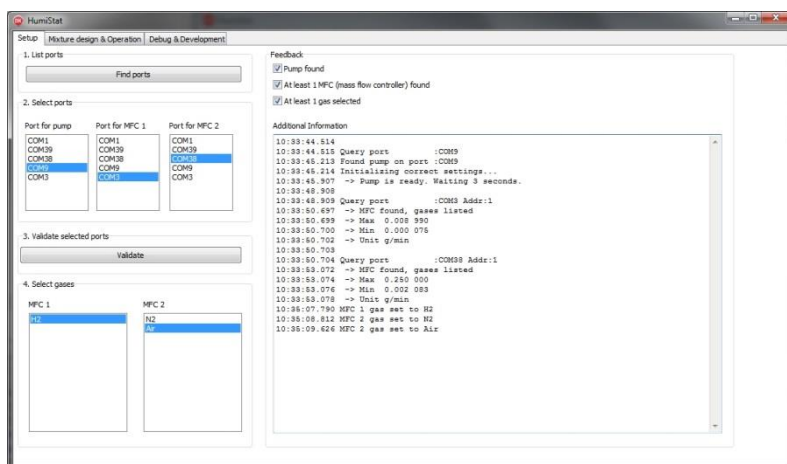 HumiStat
Setup Mixture design & Operation Debug & Development
1. List ports
Find ports
2. Select ports
Port for pump Port for MFC 1 Port for MFC 2
COM1 COM1 COM1
COM39 COM39 COM39
COM38 COM38 COM38
COM9 COM9 COM9
COM3 COM3 COM3
3. Validate selected ports
Validate
4. Select gases
MFC 1 MFC 2
H2 N2
Air
Feedback
Pump found
At least 1 MFC (mass flow controller) found
At least 1 gas selected
Additional Information
10:33:44.514
10:33:44.515 Query port :COM9
10:33:45.213 Found pump on port :COM9
10:33:45.214 Initializing correct settings...
10:33:45.907 -> Pump is ready. Waiting 3 seconds.
10:33:48.908
10:33:48.909 Query port :COM3 Addr:1
10:33:50.697 -> MFC found, gases listed
10:33:50.699 -> Max 0.008 990
10:33:50.700 -> Min 0.000 075
10:33:50.702 -> Unit g/min
10:33:50.703
10:33:50.704 Query port :COM38 Addr:1
10:33:53.072 -> MFC found, gases listed
10:33:53.074 -> Max 0.250 000
10:33:53.076 -> Min 0.002 083
10:33:53.078 -> Unit g/min
10:35:07.790 MFC 1 gas set to H2
10:35:08.812 MFC 2 gas set to N2
10:35:09.626 MFC 2 gas set to Air